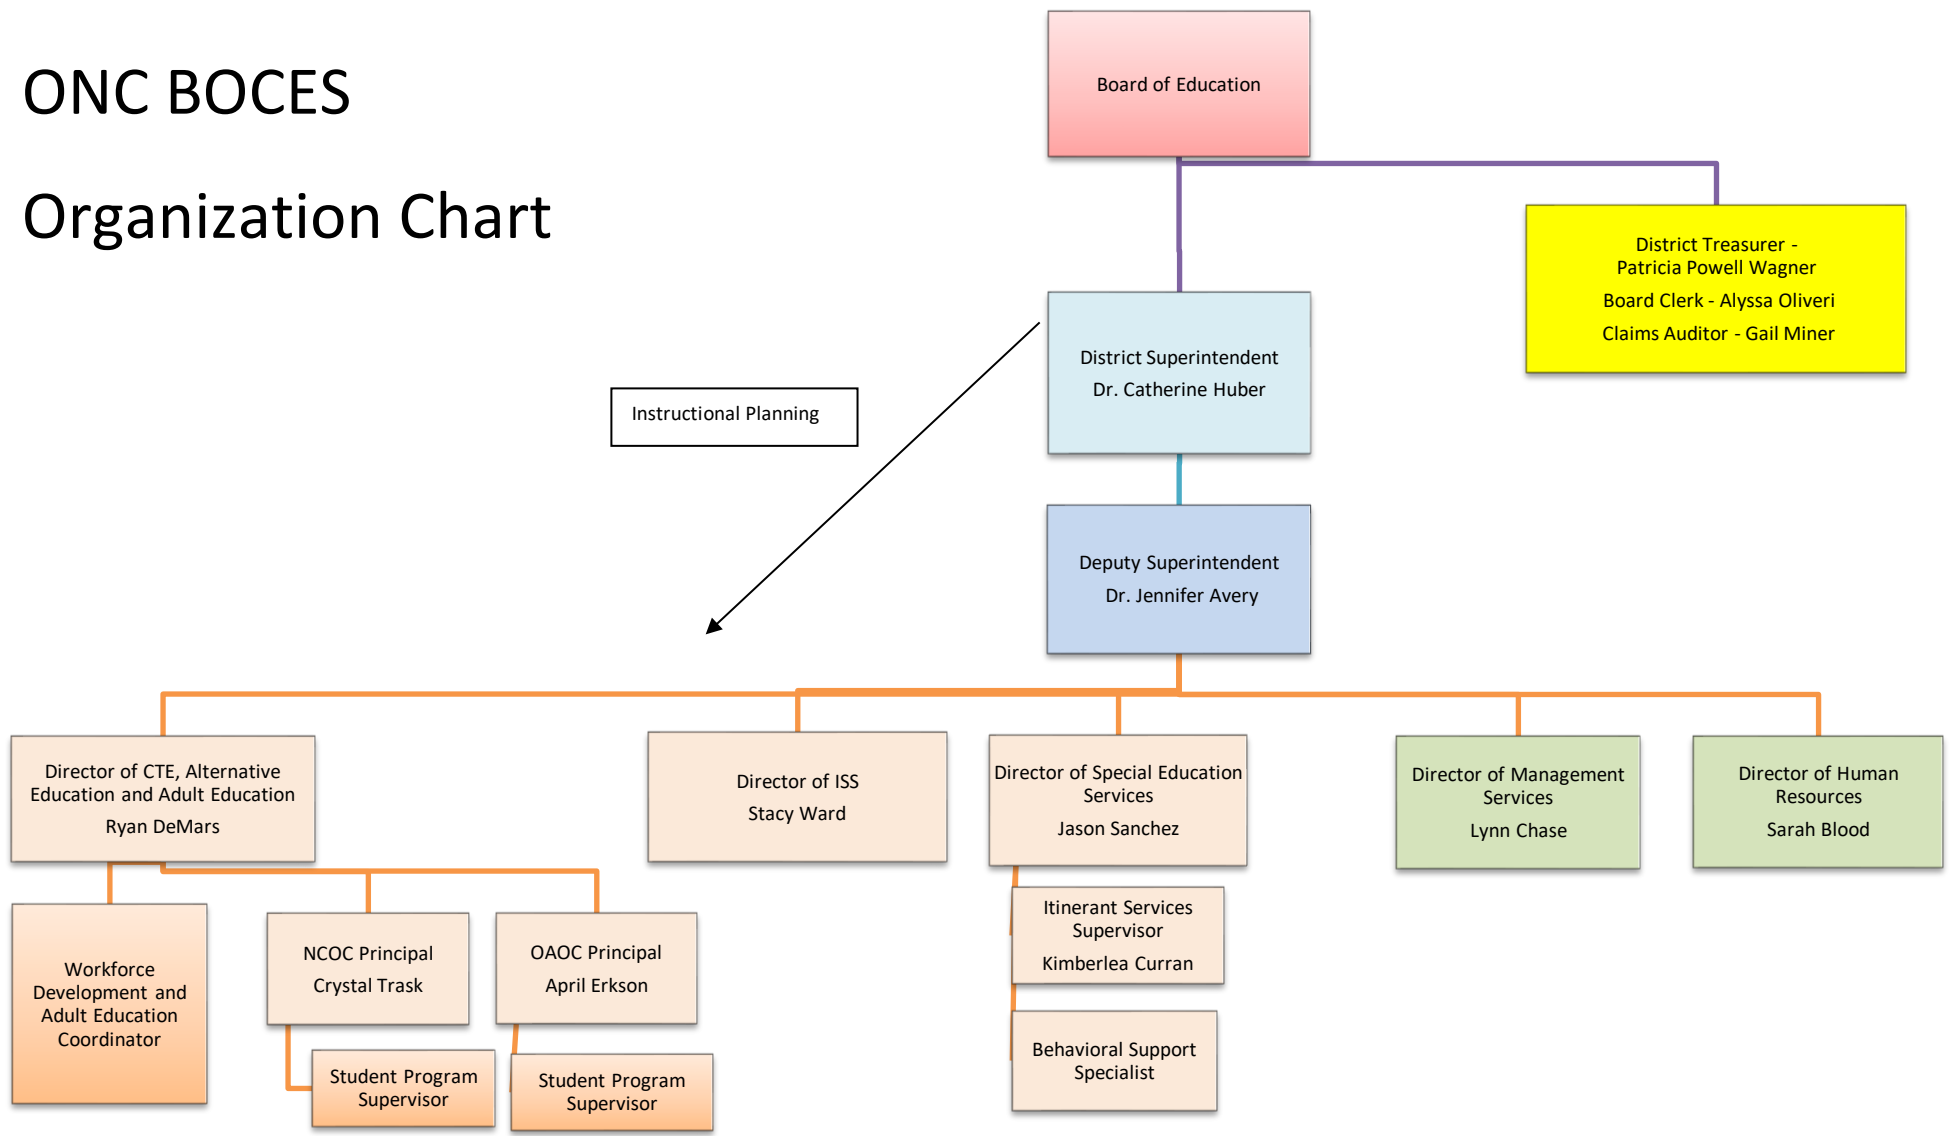 ONC BOCES
Organization Chart
Board of Education
District Treasurer -
Patricia Powell Wagner
Board Clerk - Alyssa Oliveri
Claims Auditor - Gail Miner
District Superintendent
Dr. Catherine Huber
Instructional Planning
Deputy Superintendent
Dr. Jennifer Avery
Director of CTE, Alternative
Education and Adult Education
Ryan DeMars
Director of ISS
Stacy Ward
Director of Special Education
Services
Jason Sanchez
Director of Management
Services
Lynn Chase
Director of Human
Resources
Sarah Blood
Workforce
Development and
Adult Education
Coordinator
NCOC Principal
Crystal Trask
Student Program
Supervisor
OAOC Principal
April Erkson
Student Program
Supervisor
Itinerant Services
Supervisor
Kimberlea Curran
Behavioral Support
Specialist